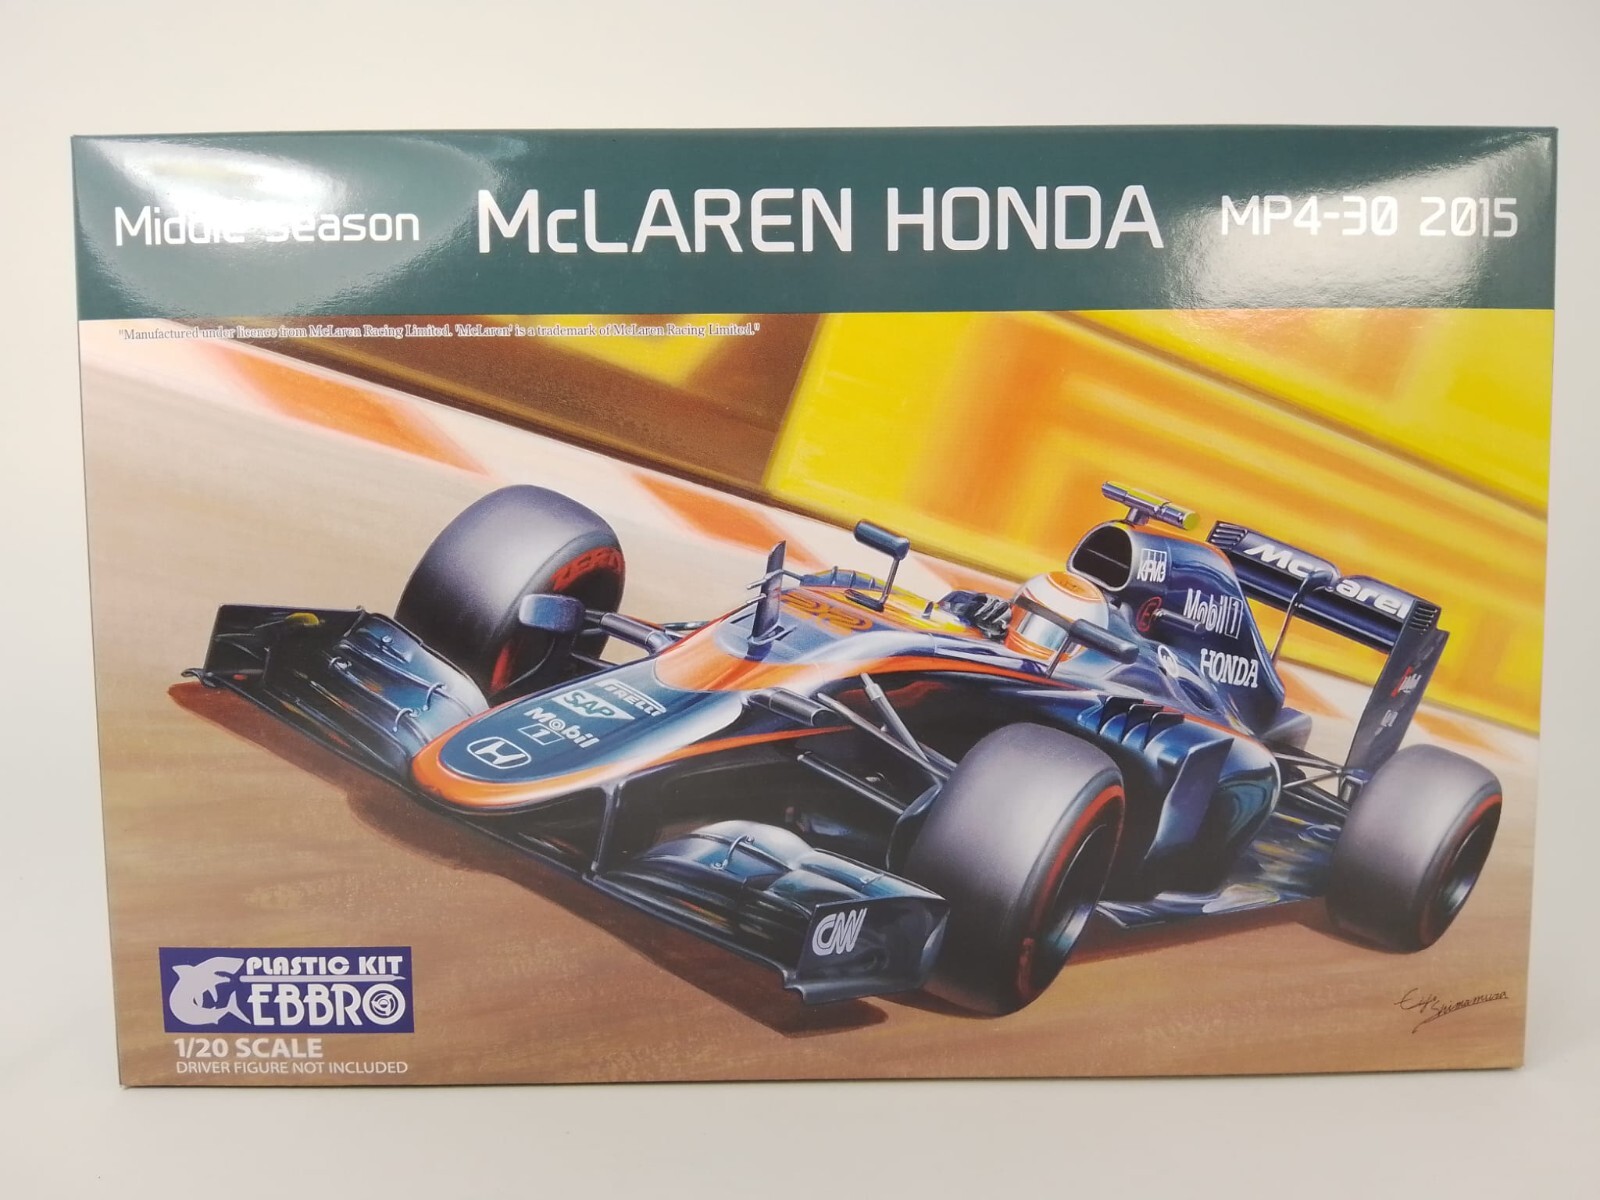 Middle Season McLAREN HONDA MP4-30 2015
"Manufactured under licence from McLaren Racing Limited. 'McLaren' is a trademark of McLaren Racing Limited."
KAMO
McLaren
Mobil 1
HONDA
PIRELLI
SAP
Mobil
1
CNN
PLASTIC KIT
EBBRO
1/20 SCALE
DRIVER FIGURE NOT INCLUDED
Shimamura